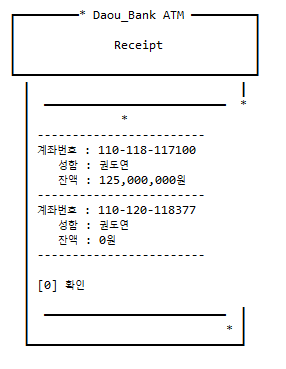 * Daou_Bank ATM
Receipt
*
*
------------------------
계좌번호 : 110-118-117100
성함 : 권도연
잔액 : 125,000,000원
------------------------
계좌번호 : 110-120-118377
성함 : 권도연
잔액 : 0원
------------------------
[0] 확인
*